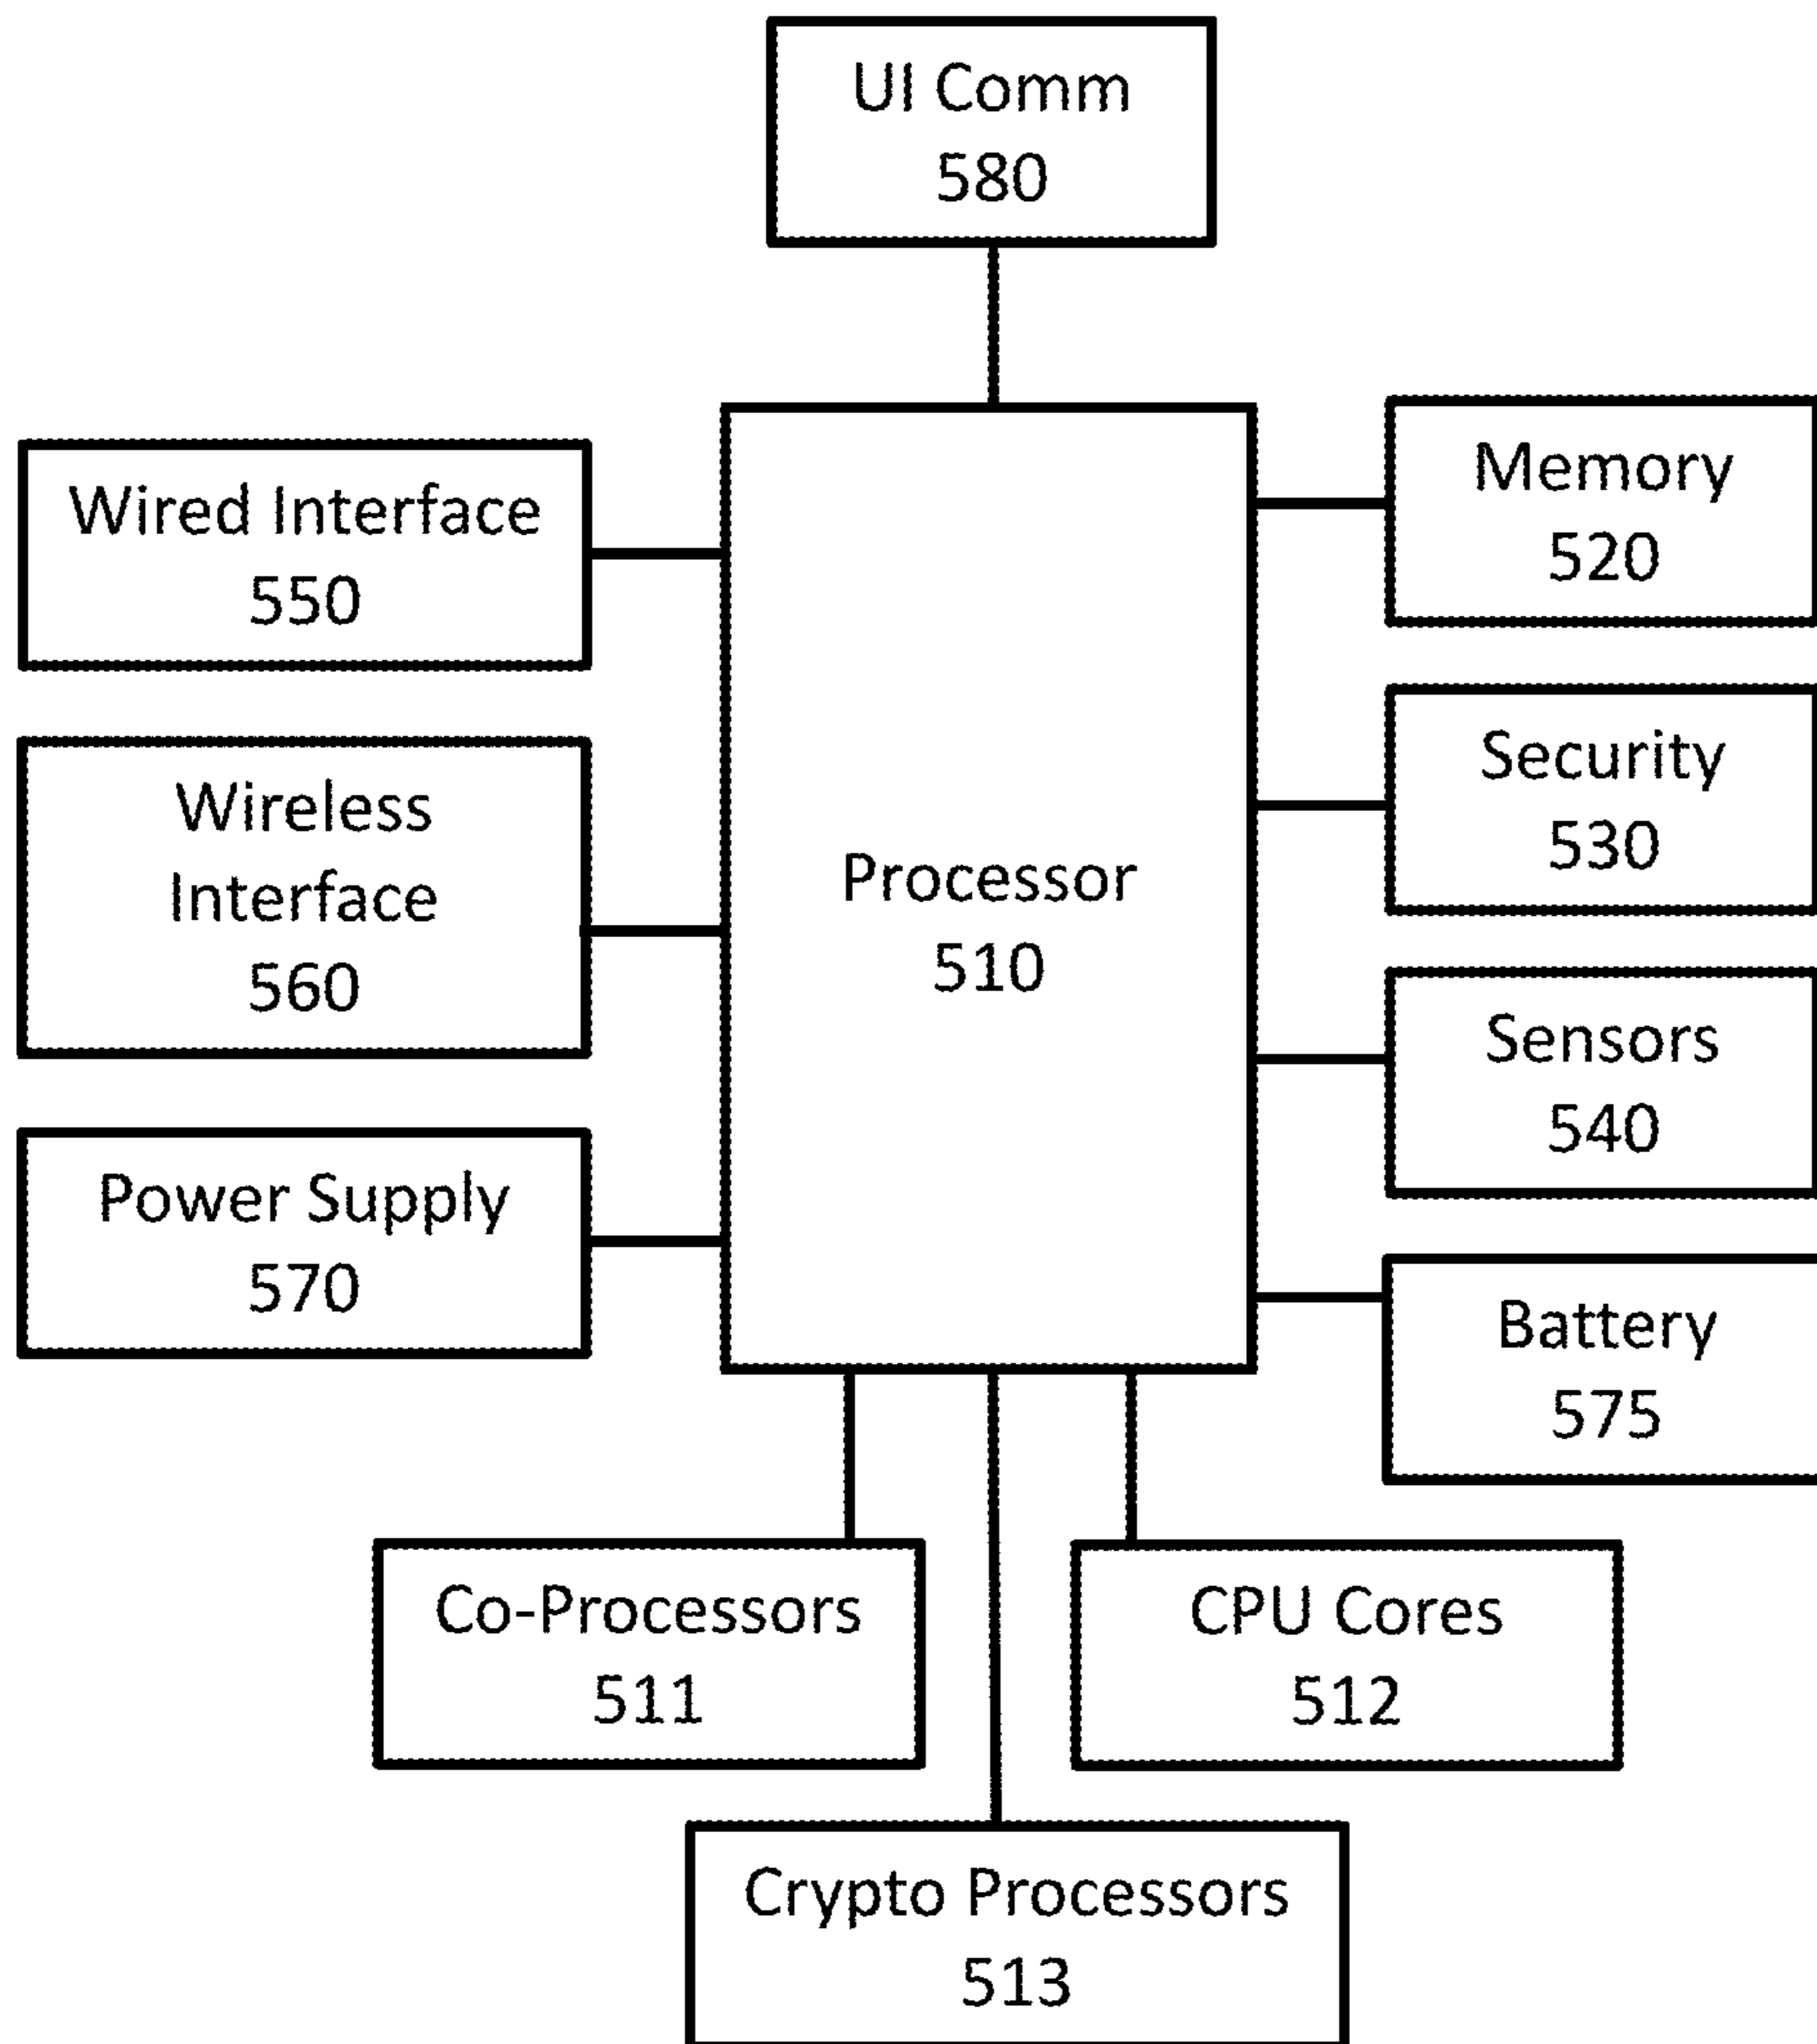 UI Comm
580
Wired Interface
550
Memory
520
Wireless
Interface
560
Processor
510
Security
530
Sensors
540
Power Supply
570
Battery
575
Co-Processors
511
CPU Cores
512
Crypto Processors
513